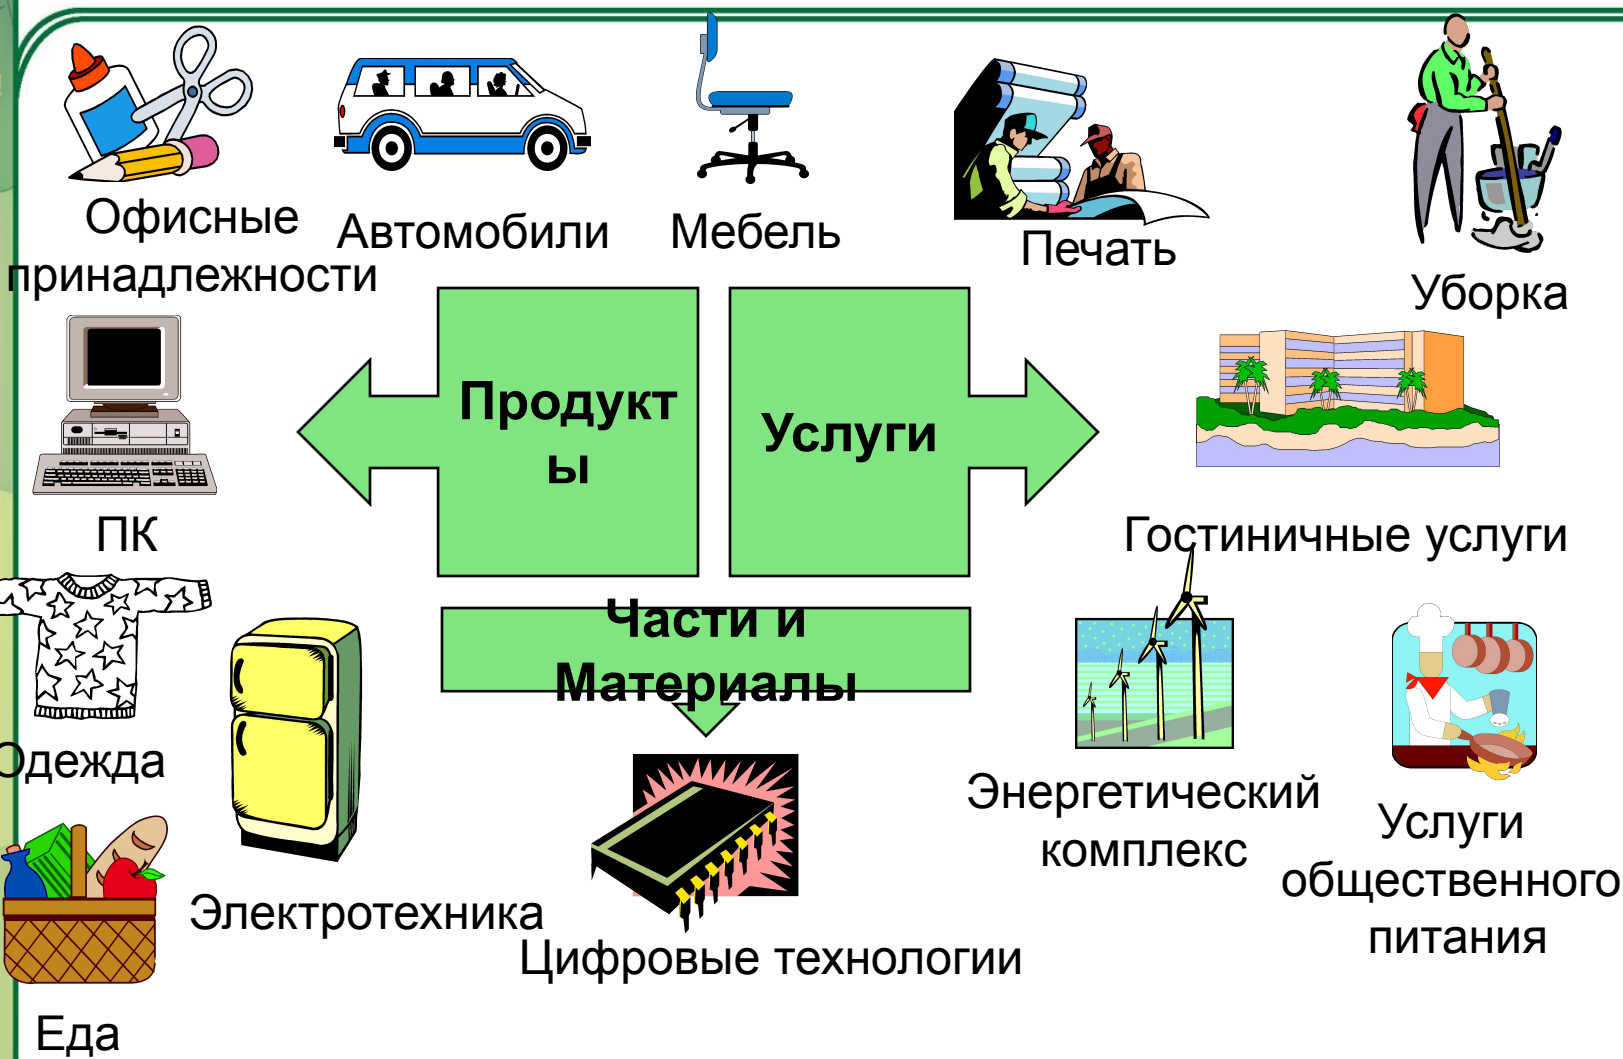 Офисные
принадлежности
Автомобили
Мебель
Печать
Уборка
Продукт
ы
Услуги
ПК
Гостиничные услуги
Части и
Материалы
Одежда
Энергетический
комплекс
Услуги
общественного
питания
Электротехника
Цифровые технологии
Еда